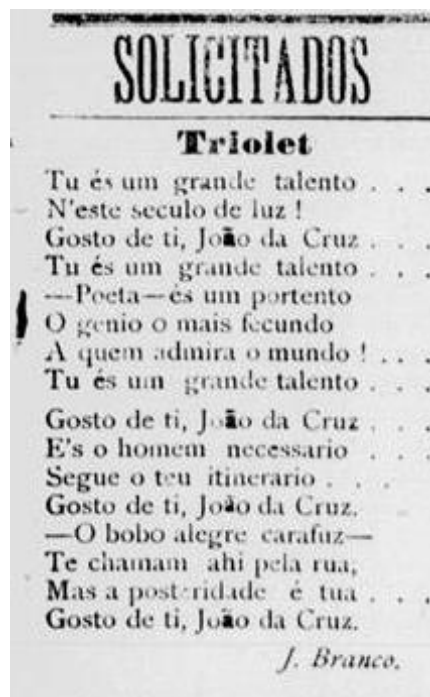 SOLICITADOS
Triolet
Tu és um grande talento . . .
N'este seculo de luz !
Gosto de ti, João da Cruz . . .
Tu és um grande talento . . .
—Poeta—és um portento
O genio o mais fecundo
A quem admira o mundo ! . . .
Tu és um grande talento . . .
Gosto de ti, João da Cruz . . .
E's o homem necessario . . .
Segue o teu itinerario . . .
Gosto de ti, João da Cruz.
—O bobo alegre carafuz—
Te chamam ahi pela rua,
Mas a posteridade é tua . . .
Gosto de ti, João da Cruz.
J. Branco.